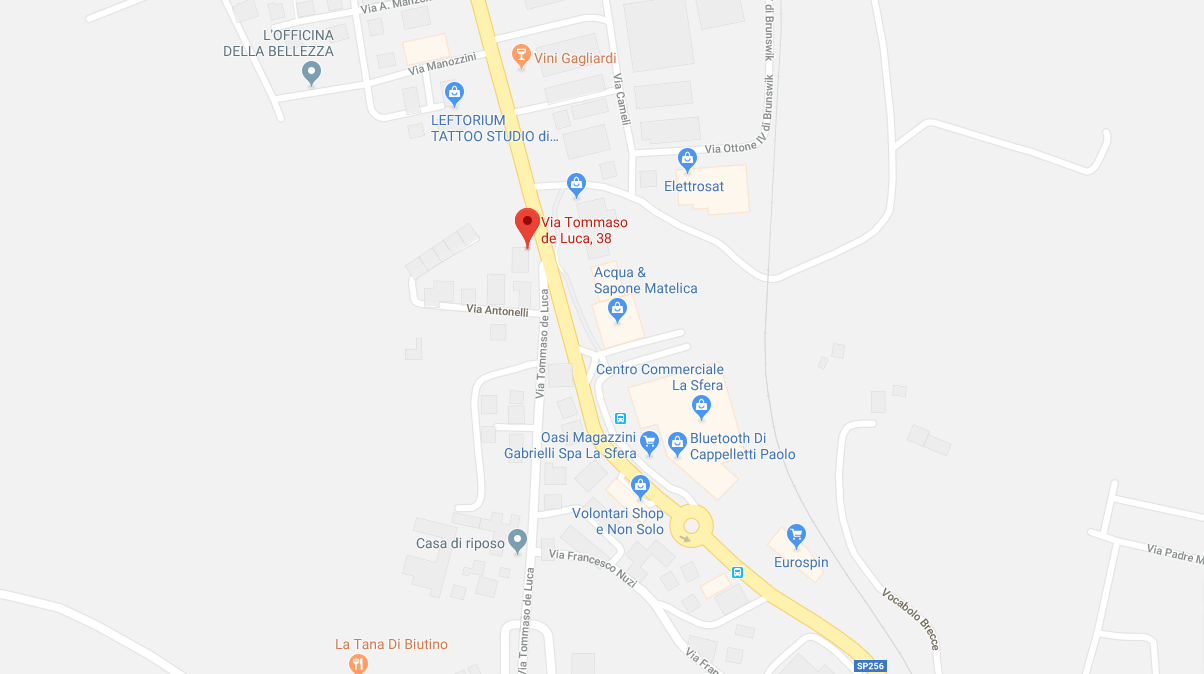 Via A. Manzoni
L'OFFICINA
DELLA BELLEZZA
Via Manozzini
Vini Gagliardi
LEFTORIUM
TATTOO STUDIO di…
Via Cameli
V di Brunswik
Via Ottone IV di Brunswik
Elettrosat
Via Tommaso
de Luca, 38
Acqua &
Sapone Matelica
Via Antonelli
Via Tommaso de Luca
Centro Commerciale
La Sfera
Oasi Magazzini
Gabrielli Spa La Sfera
Bluetooth Di
Cappelletti Paolo
Volontari Shop
e Non Solo
Casa di riposo
Via Francesco Nuzi
Eurospin
Via Padre M
Vocabolo Brecce
Via Tommaso de Luca
La Tana Di Biutino
Via Fran
SP256